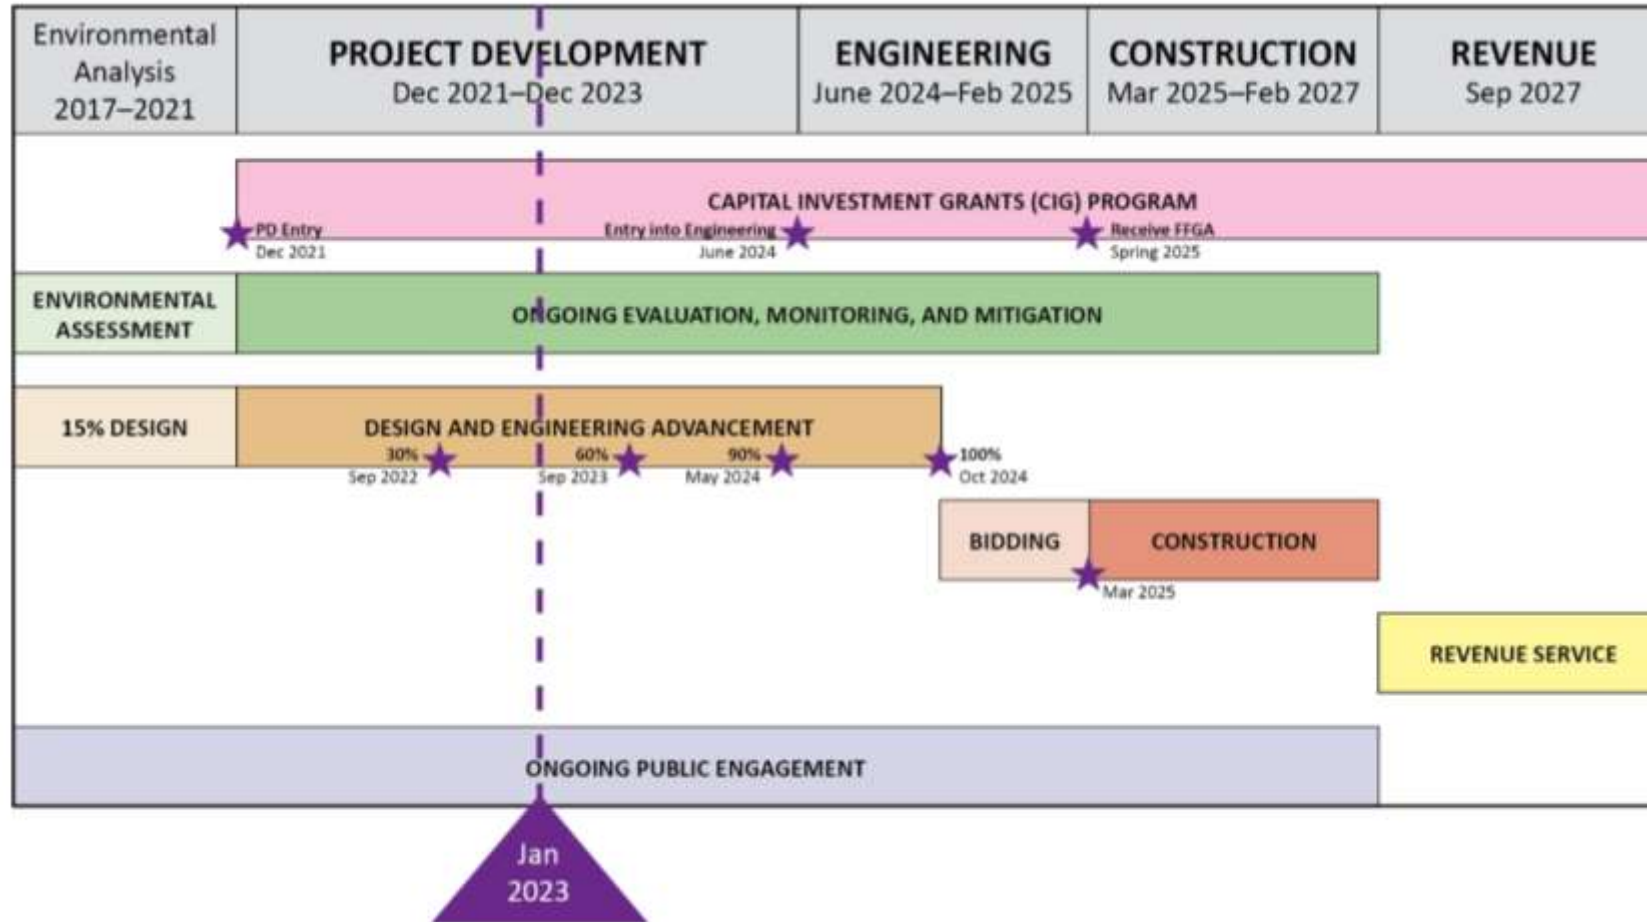 Environmental
Analysis
2017–2021
PROJECT DEVELOPMENT
Dec 2021–Dec 2023
ENGINEERING
June 2024–Feb 2025
CONSTRUCTION
Mar 2025–Feb 2027
REVENUE
Sep 2027
CAPITAL INVESTMENT GRANTS (CIG) PROGRAM
PD Entry
Dec 2021
Entry into Engineering
June 2024
Receive FFGA
Spring 2025
ENVIRONMENTAL
ASSESSMENT
ONGOING EVALUATION, MONITORING, AND MITIGATION
15% DESIGN
DESIGN AND ENGINEERING ADVANCEMENT
30%
Sep 2022
60%
Sep 2023
90%
May 2024
100%
Oct 2024
BIDDING
CONSTRUCTION
Mar 2025
REVENUE SERVICE
ONGOING PUBLIC ENGAGEMENT
Jan
2023